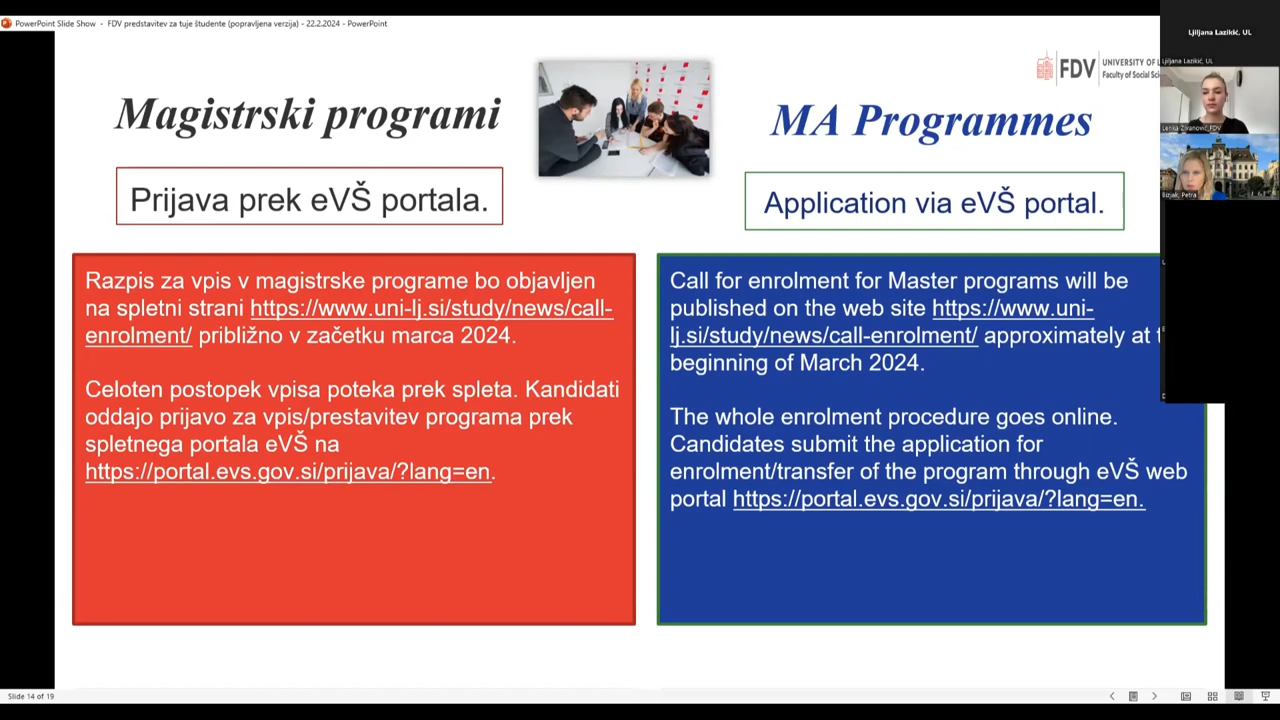 PowerPoint Slide Show - FDV predstavitev za tuje študente (popravljena verzija) - 22.2.2024 - PowerPoint
Ljiljana Lazikić, UL
Ljiljana Lazikić, UL
FDV
UNIVERSITY OF
Faculty of Social
Magistrski programi
MA Programmes
FDV
Bizjak, Petra
Prijava prek eVŠ portala.
Application via eVŠ portal.
Razpis za vpis v magistrske programe bo objavljen
na spletni strani https://www.uni-lj.si/study/news/call-
enrolment/ približno v začetku marca 2024.
Celoten postopek vpisa poteka prek spleta. Kandidati
oddajo prijavo za vpis/prestavitev programa prek
spletnega portala eVŠ na
https://portal.evs.gov.si/prijava/?lang=en.
Call for enrolment for Master programs will be
published on the web site https://www.uni-
lj.si/study/news/call-enrolment/ approximately at
beginning of March 2024.
The whole enrolment procedure goes online.
Candidates submit the application for
enrolment/transfer of the program through eVŠ web
portal https://portal.evs.gov.si/prijava/?lang=en.
Slide 14 of 19